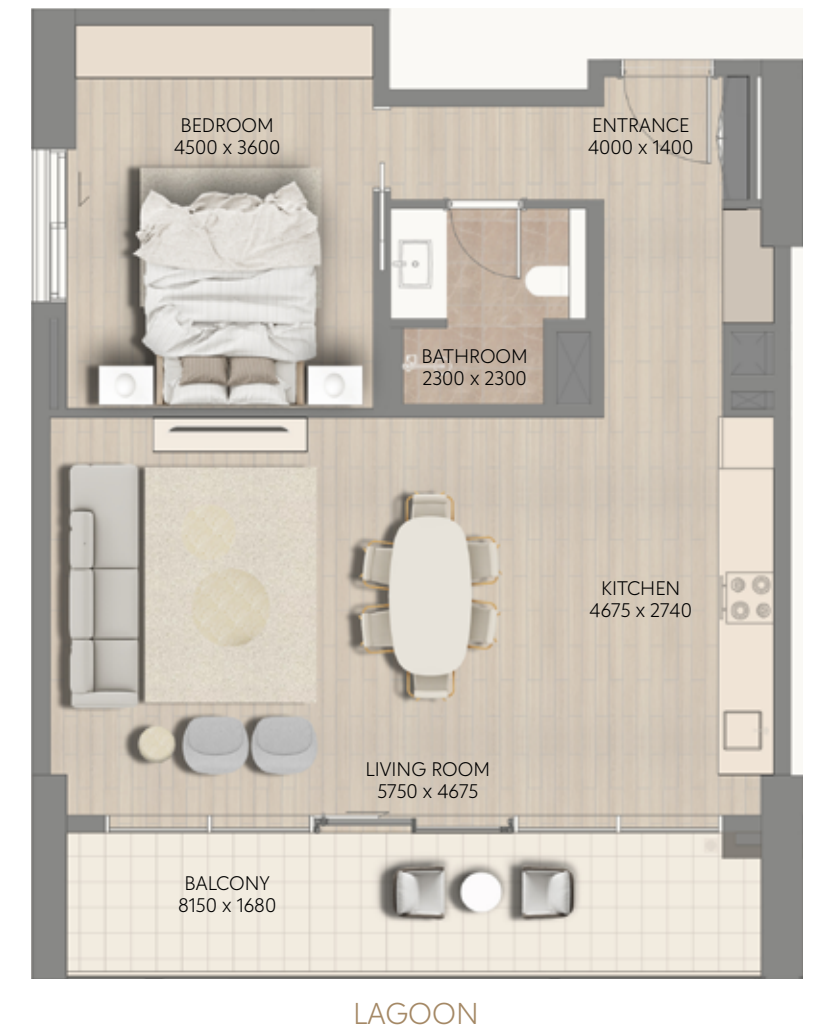 BEDROOM
4500 x 3600
ENTRANCE
4000 x 1400
BATHROOM
2300 x 2300
KITCHEN
4675 x 2740
LIVING ROOM
5750 x 4675
BALCONY
8150 x 1680
LAGOON